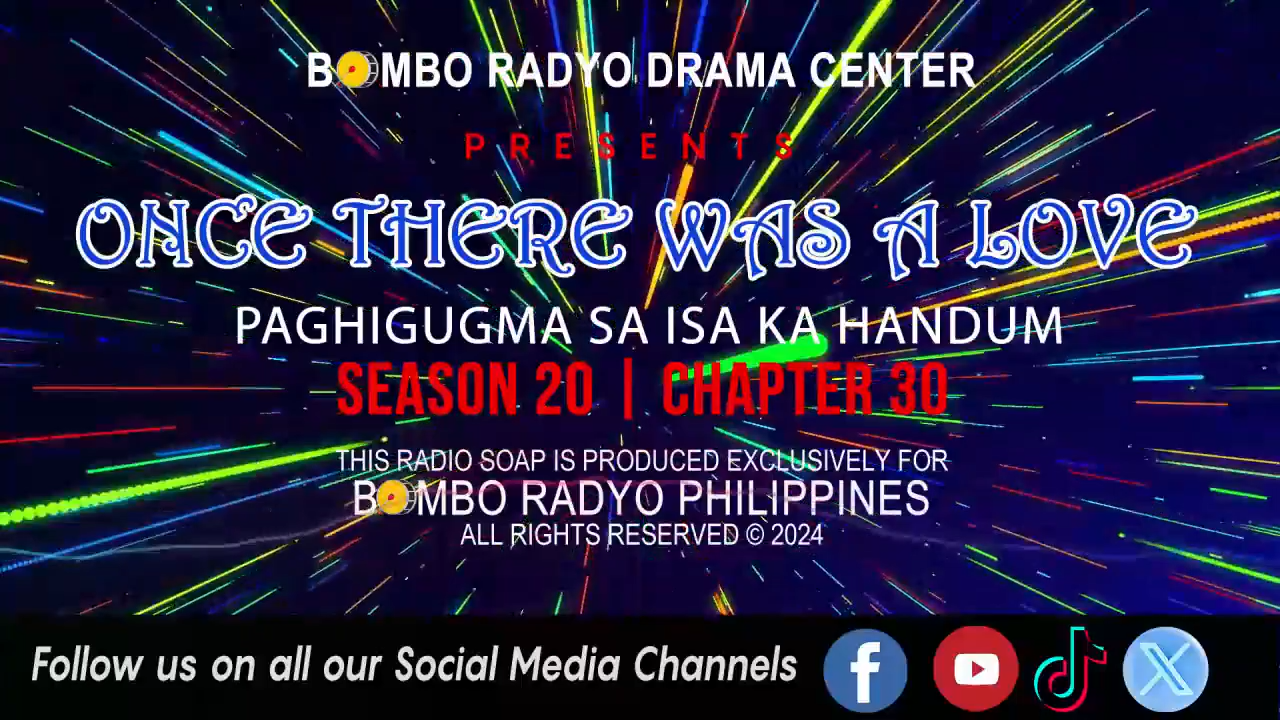 BOMBO RADYO DRAMA CENTER
PRESENTS
ONCE THERE WAS A LOVE
PAGHIGUGMA SA ISA KA HANDUM
SEASON 20 | CHAPTER 30
THIS RADIO SOAP IS PRODUCED EXCLUSIVELY FOR
BOMBO RADYO PHILIPPINES
ALL RIGHTS RESERVED © 2024
Follow us on all our Social Media Channels